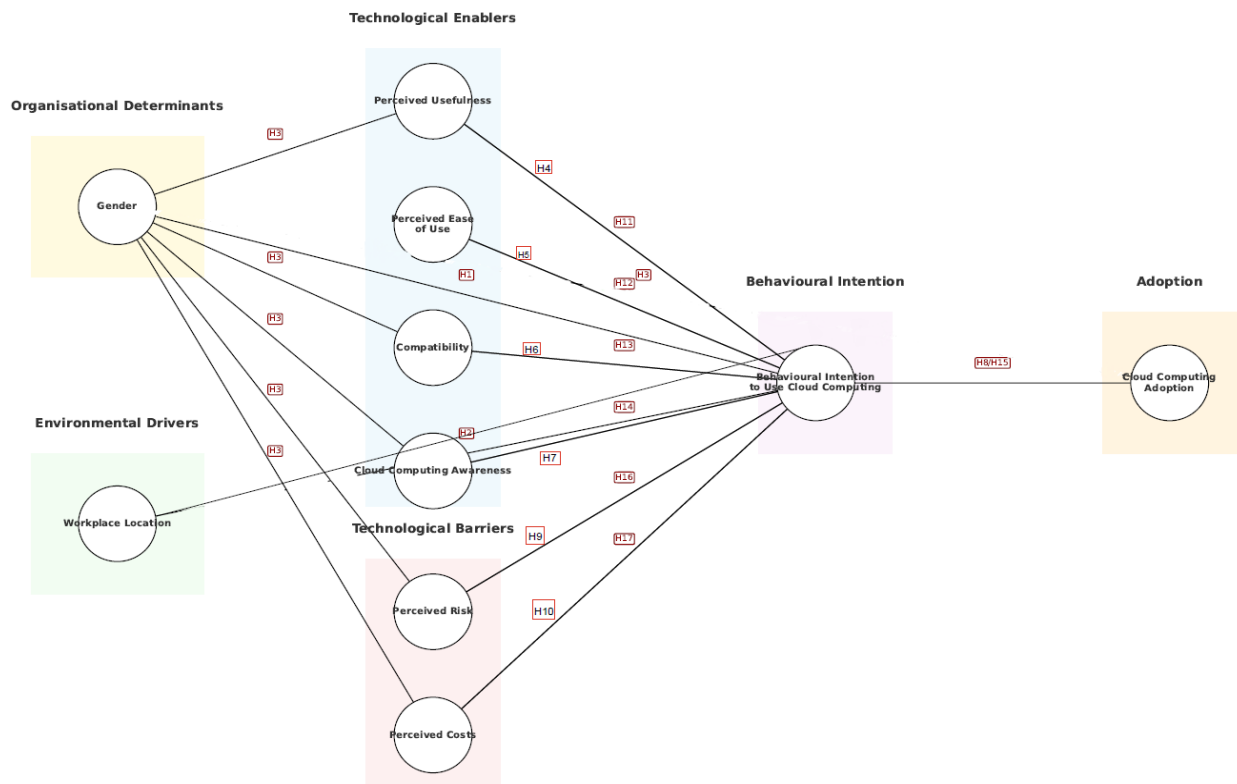 Technological Enablers
Perceived Usefulness
Organisational Determinants
H3
H4
Gender
Perceived Ease
of Use
H11
H3
H5
H1
H3
H12
Behavioural Intention
Adoption
H3
Compatibility
H6
H13
Behavioural Intention
to Use Cloud Computing
H8/H15
Cloud Computing
Adoption
H3
H14
Environmental Drivers
H2
H3
Cloud Computing Awareness
H7
H16
Workplace Location
Technological Barriers
H9
H17
Perceived Risk
H10
Perceived Costs